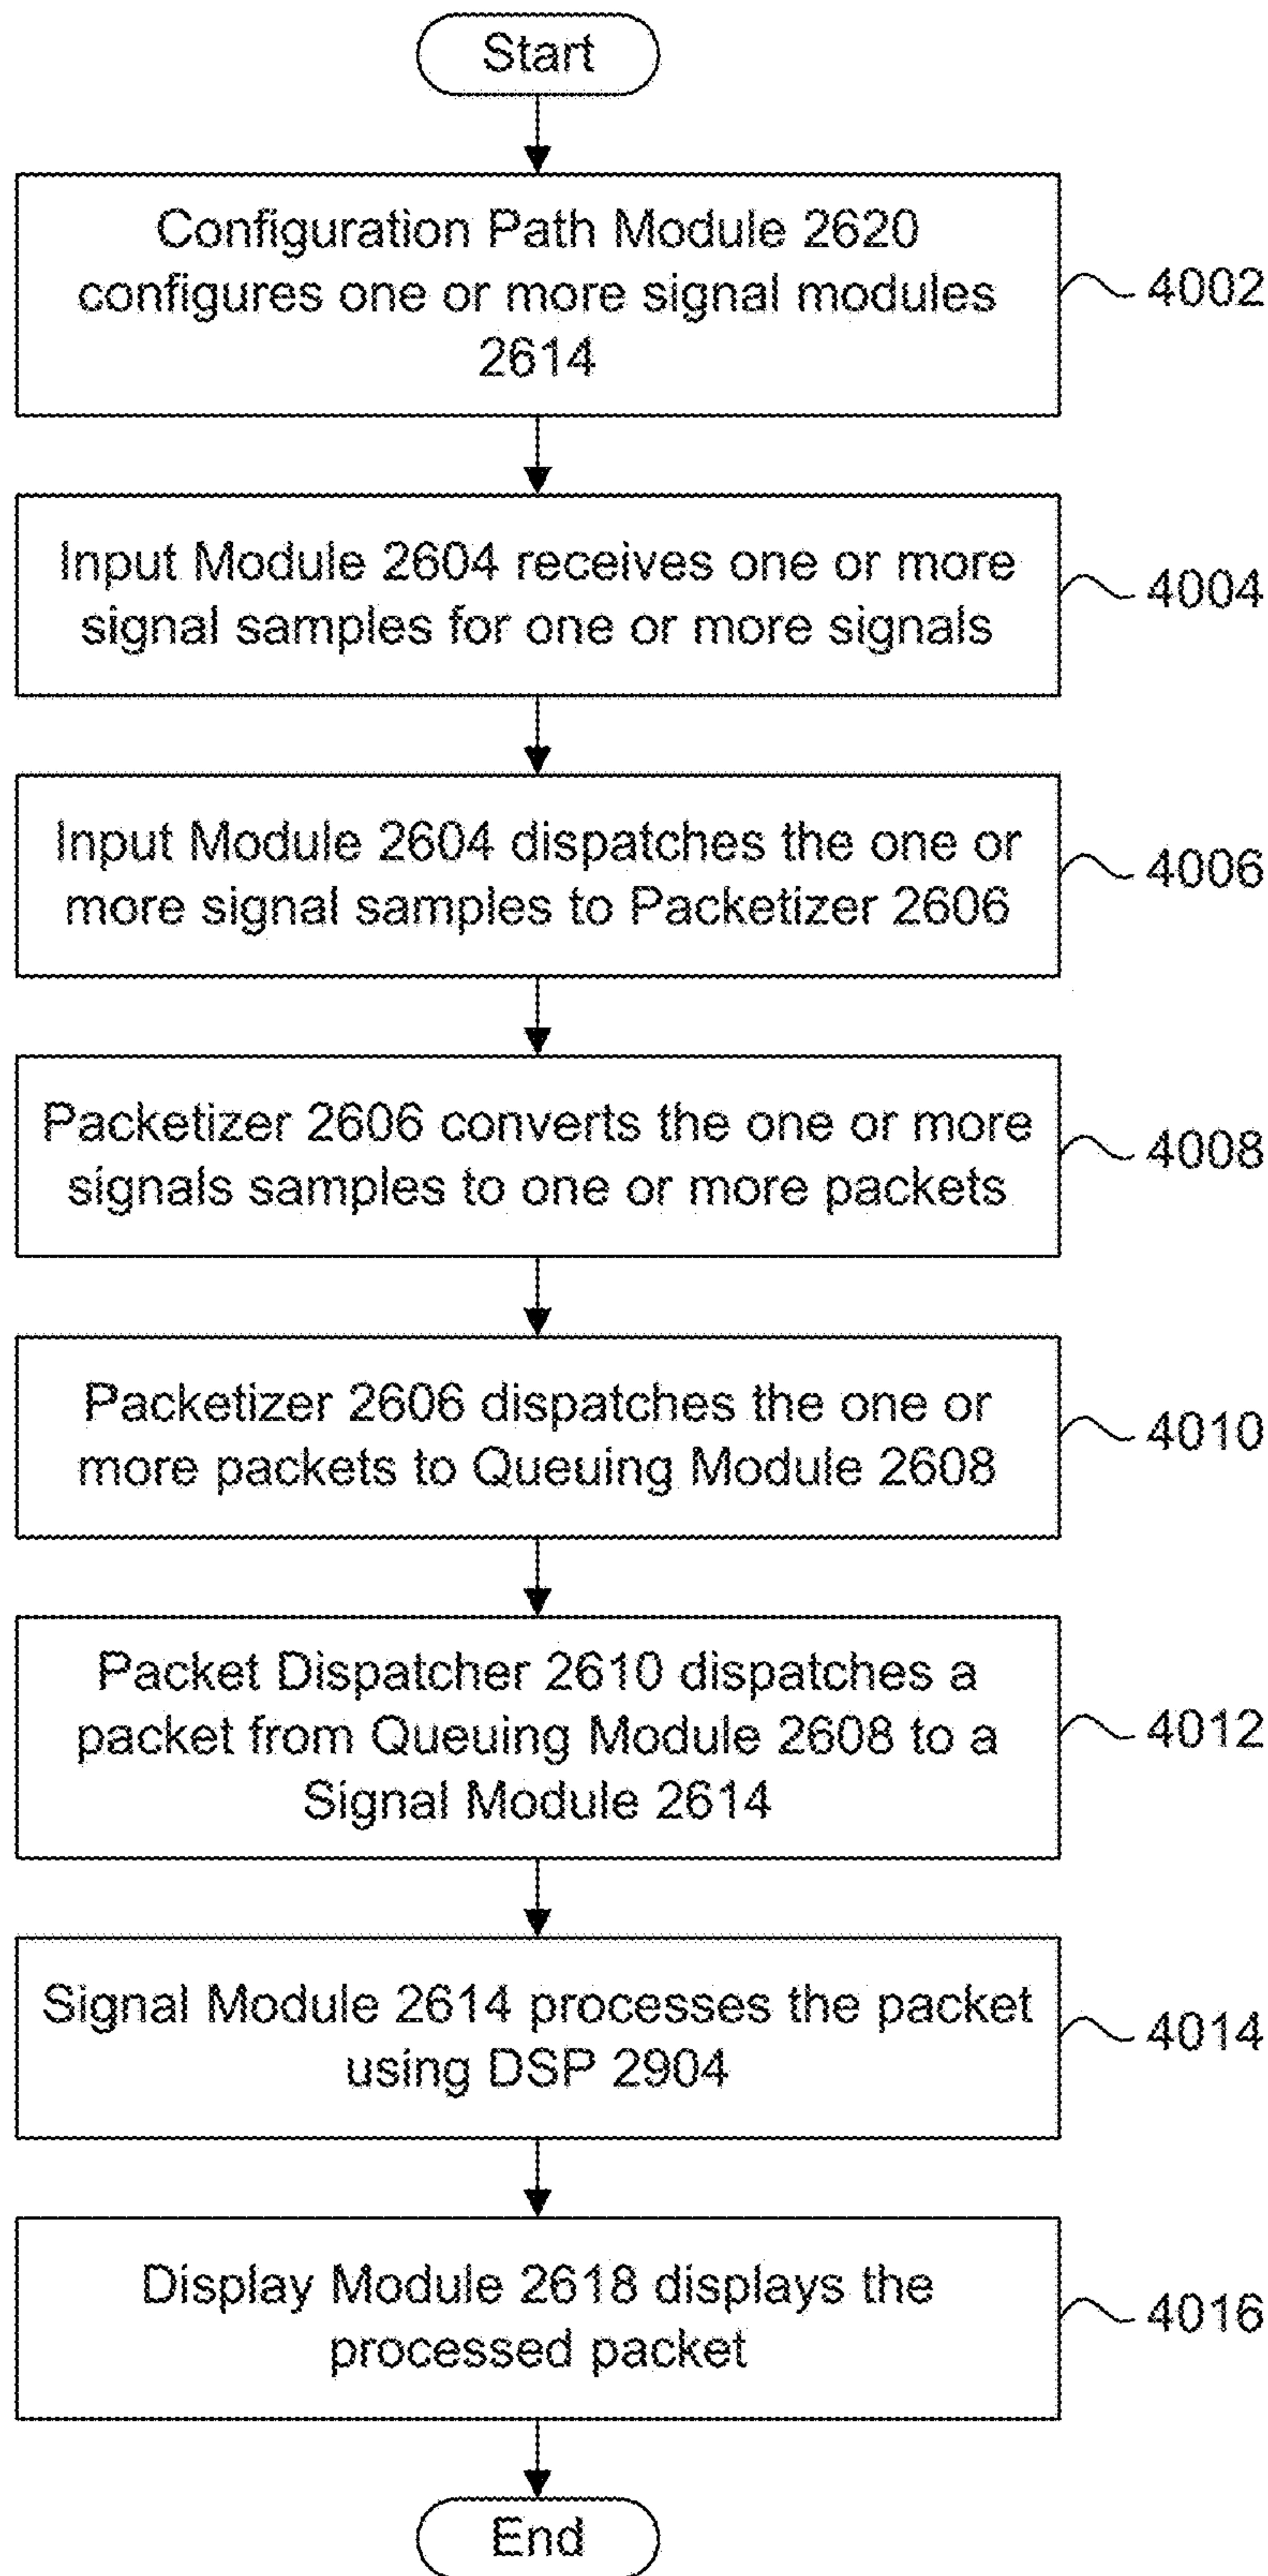 Start
Configuration Path Module 2620
configures one or more signal modules
2614
4002
Input Module 2604 receives one or more
signal samples for one or more signals
4004
Input Module 2604 dispatches the one or
more signal samples to Packetizer 2606
4006
Packetizer 2606 converts the one or more
signals samples to one or more packets
4008
Packetizer 2606 dispatches the one or
more packets to Queuing Module 2608
4010
Packet Dispatcher 2610 dispatches a
packet from Queuing Module 2608 to a
Signal Module 2614
4012
Signal Module 2614 processes the packet
using DSP 2904
4014
Display Module 2618 displays the
processed packet
4016
End